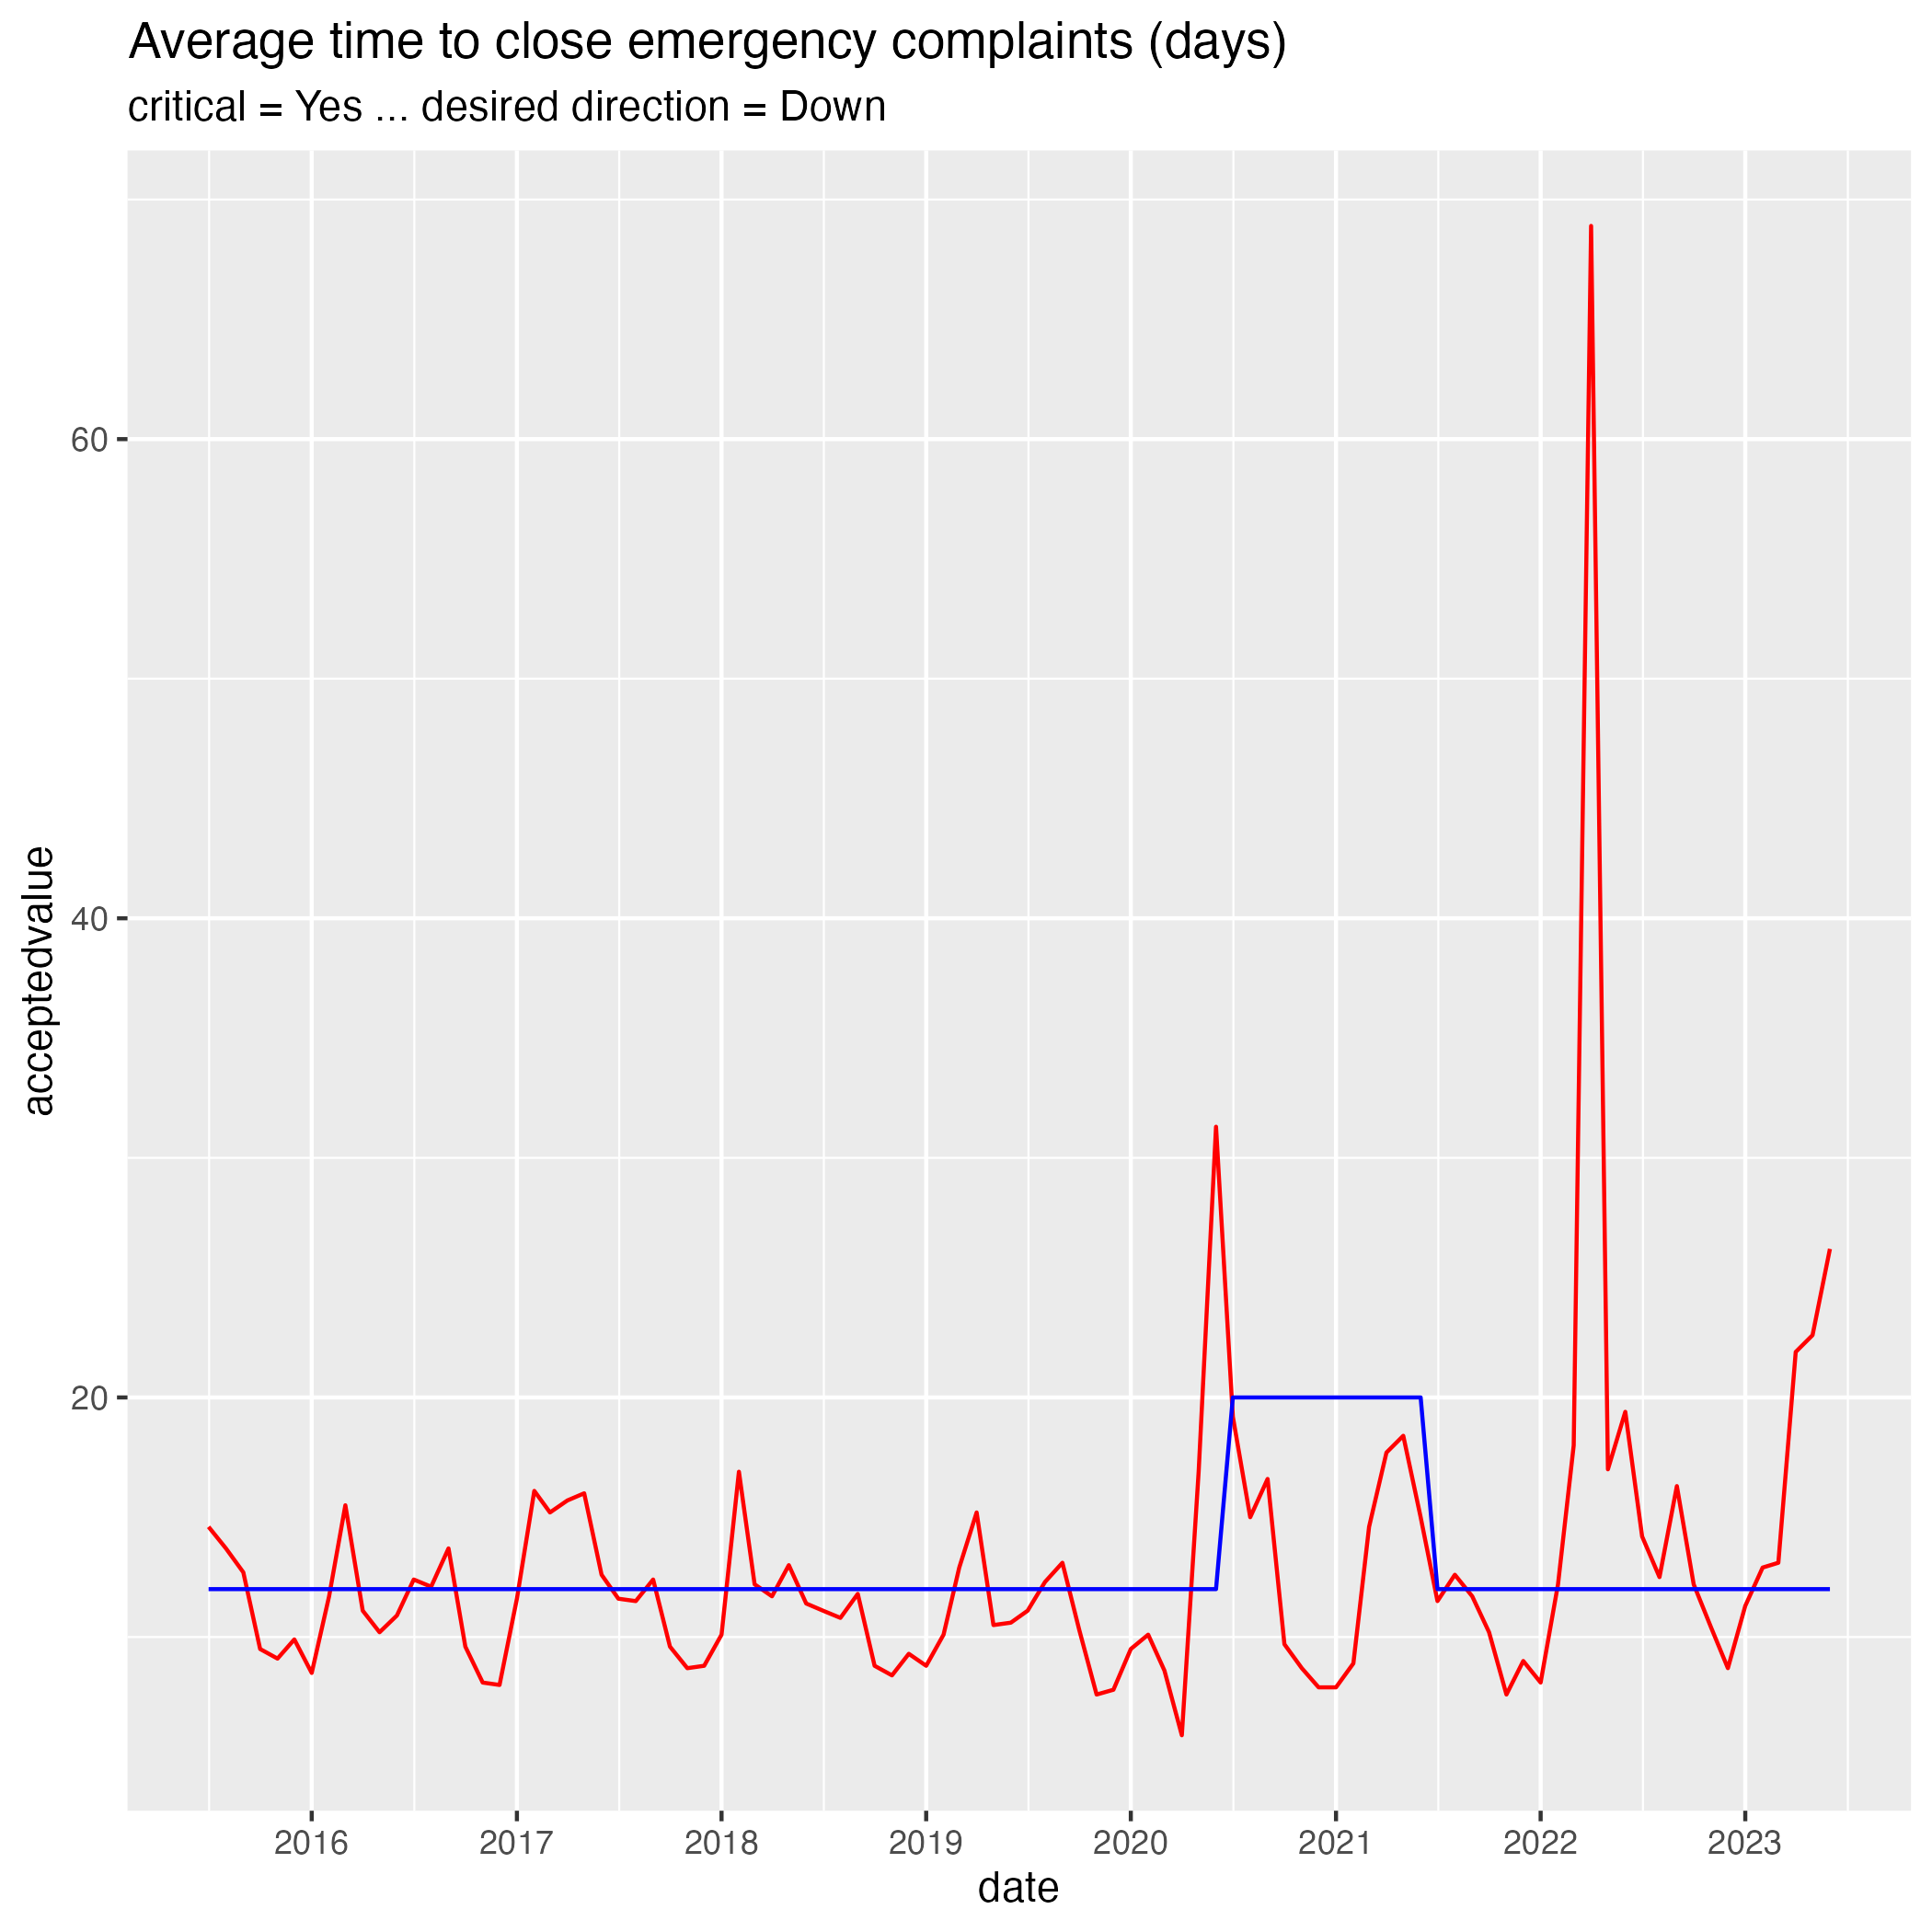 Average time to close emergency complaints (days)
critical = Yes ... desired direction = Down
60
40
20
acceptedvalue
2016 2017 2018 2019 2020 2021 2022 2023
date